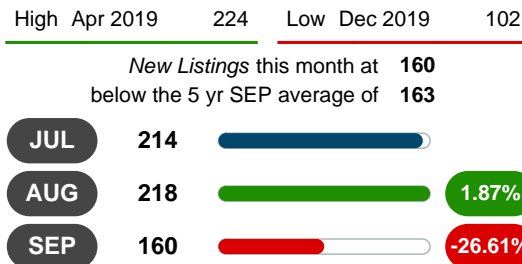 High Apr 2019 224 Low Dec 2019 102
New Listings this month at 160
below the 5 yr SEP average of 163
JUL 214
AUG 218 1.87%
SEP 160 -26.61%